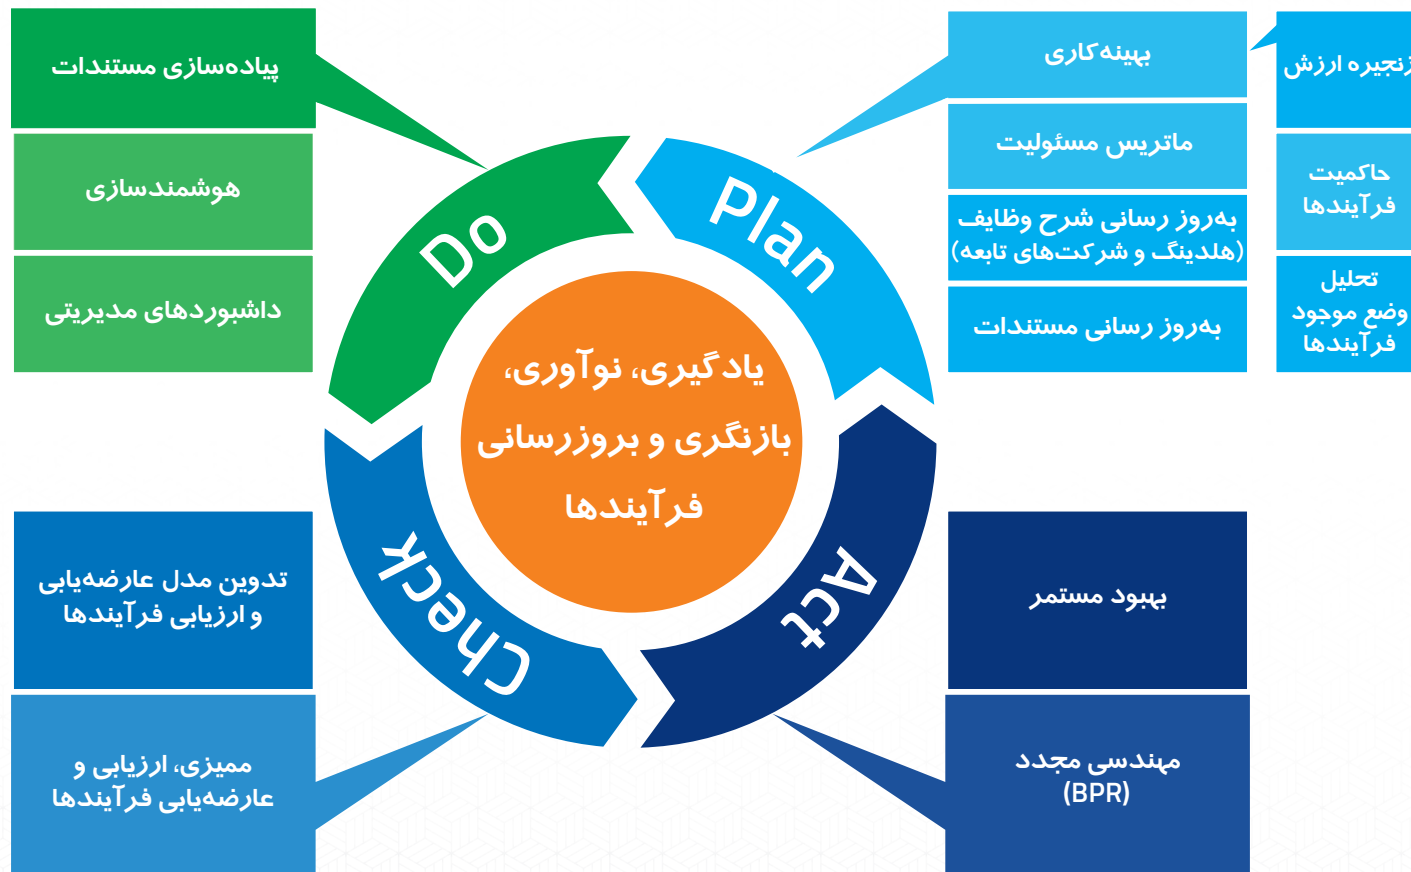 زنجیره ارزش
حاکمیت
فرآیندها
تحلیل
وضع موجود
فرآیندها
بهینه‌کاری
ماتریس مسئولیت
به‌روز رسانی شرح وظایف
(هلدینگ و شرکت‌های تابعه)
به‌روز رسانی مستندات
Plan
پیاده‌سازی مستندات
هوشمندسازی
داشبوردهای مدیریتی
Do
یادگیری، نوآوری،
بازنگری و بروزرسانی
فرآیندها
Check
تدوین مدل عارضه‌یابی
و ارزیابی فرآیندها
ممیزی، ارزیابی و
عارضه‌یابی فرآیندها
Act
بهبود مستمر
مهندسی مجدد
(BPR)